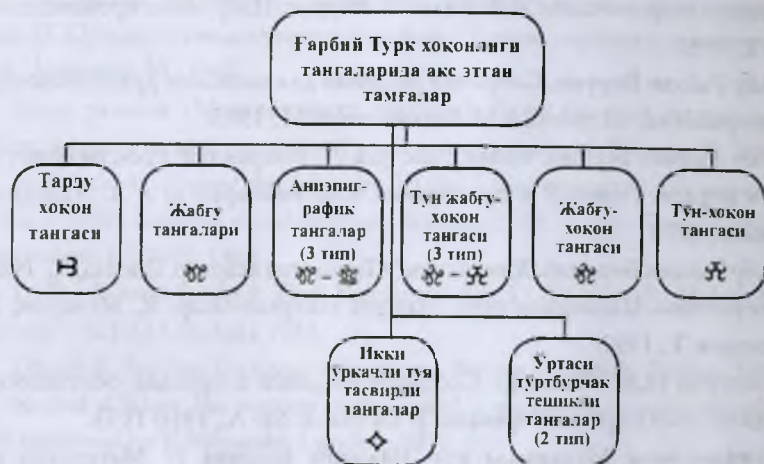 Ғарбий Турк хоқонлиги
тангаларида акс этган
тамғалар
Тарду
хоқон
тангаси
Жабғу
тангалари
Аниэпиг-
рафик
тангалар
(3 тип)
Тун жабғу-
хоқон
тангаси
(3 тип)
Жабғу-
хоқон
тангаси
Тўн-хоқон
тангаси
Икки
ўркачли туя
тасвирли
тангалар
Ўртаси
тўртбурчак
тешикли
тангалар
(2 тип)